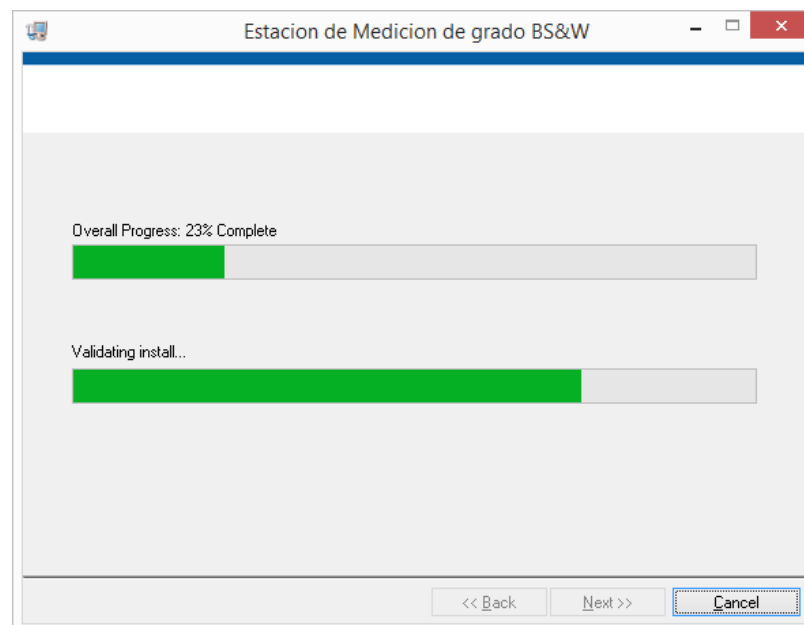 Estacion de Medicion de grado BS&W
Overall Progress: 23% Complete
Validating install...
<< Back
Next >>
Cancel